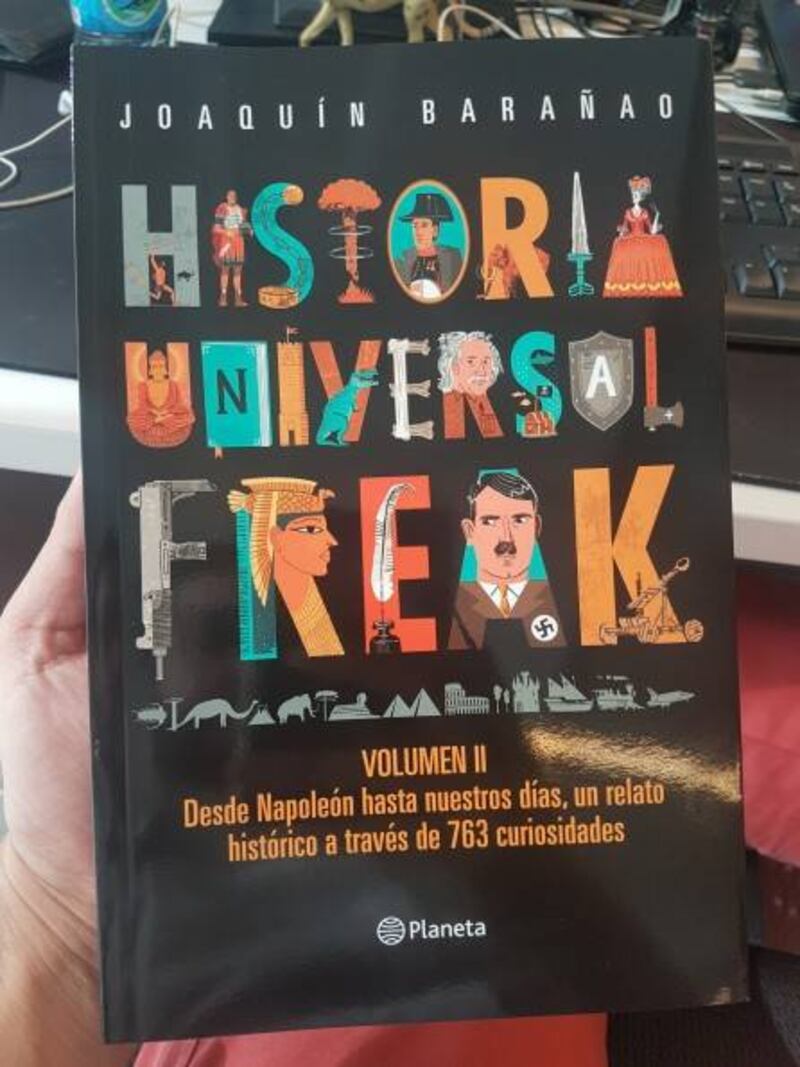 JOAQUÍN BARAÑAO
HISTORIA
UNIVERSAL
FREAK
VOLUMEN II
Desde Napoleón hasta nuestros días, un relato
histórico a través de 763 curiosidades
Planeta